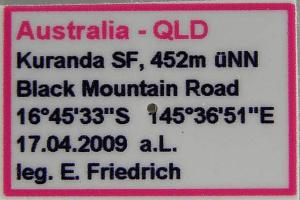 Australia - QLD
Kuranda SF, 452m üNN
Black Mountain Road
16°45'33"S 145°36'51"E
17.04.2009 a.L.
leg. E. Friedrich